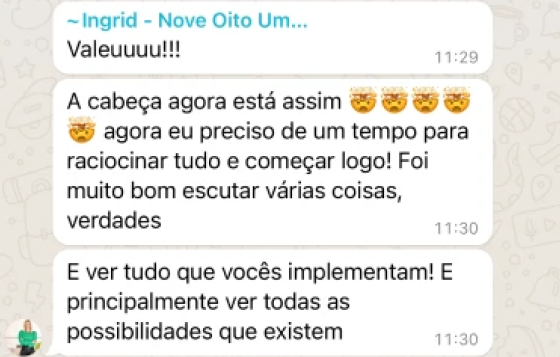 ~Ingrid - Nove Oito Um...
Valeuuuu!!!
11:29
A cabeça agora está assim 🤯🤯🤯🤯
🤯 agora eu preciso de um tempo para
raciocinar tudo e começar logo! Foi
muito bom escutar várias coisas,
verdades
11:30
E ver tudo que vocês implementam! E
principalmente ver todas as
possibilidades que existem
11:30